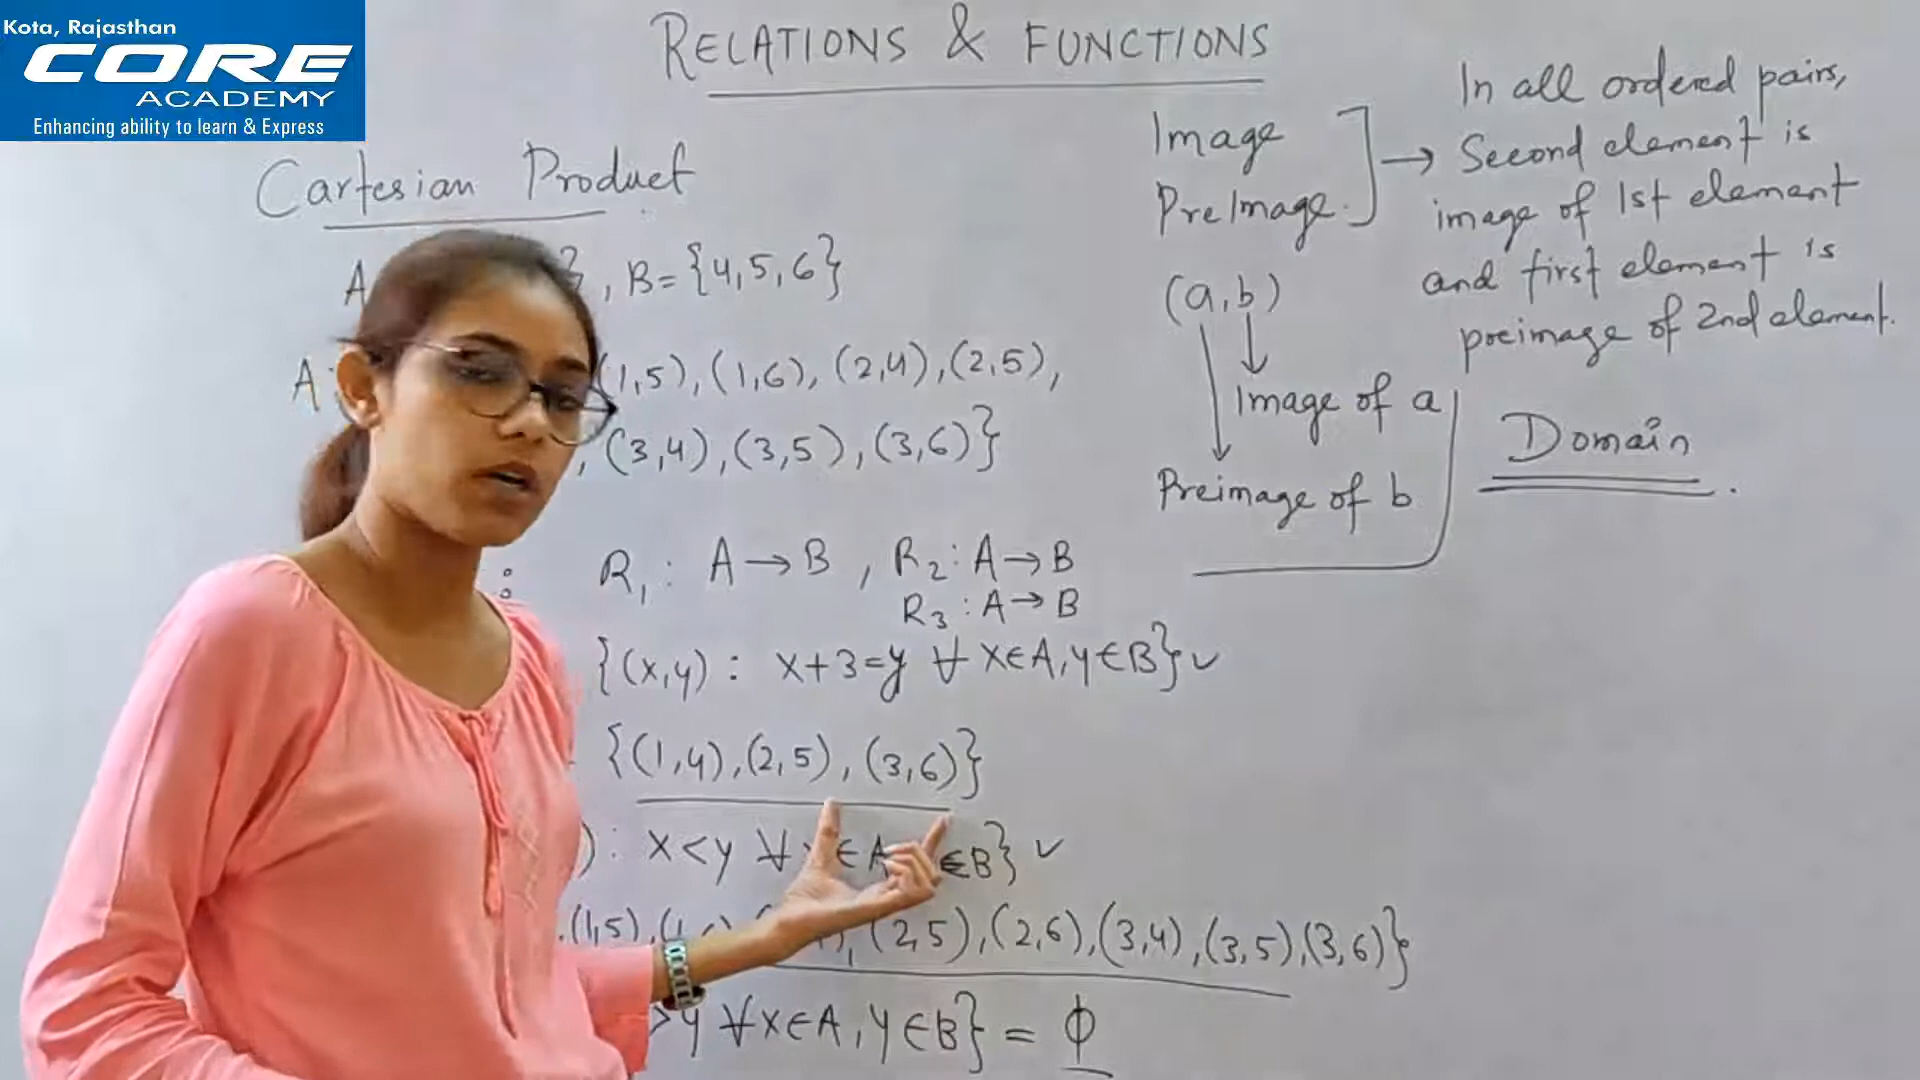 Kota, Rajasthan
CORE
ACADEMY
Enhancing ability to learn & Express
RELATIONS & FUNCTIONS
Cartesian Product
A }, B={4,5,6}
A (1,5),(1,6),(2,4),(2,5),
,(3,4),(3,5),(3,6)}
: R₁: A→B , R₂:A→B
R₃:A→B
{(x,y): x+3=y ∀ x∈A,y∈B}✓
{(1,4),(2,5),(3,6)}
): x<y ∀ ∈A ∈B}✓
(1,5), (2,5),(2,6),(3,4),(3,5),(3,6)}
>y ∀x∈A,y∈B} = ϕ
Image
PreImage
(a,b)
Image of a
Preimage of b
→ In all ordered pairs,
Second element is
image of 1st element
and first element is
preimage of 2nd element.
Domain